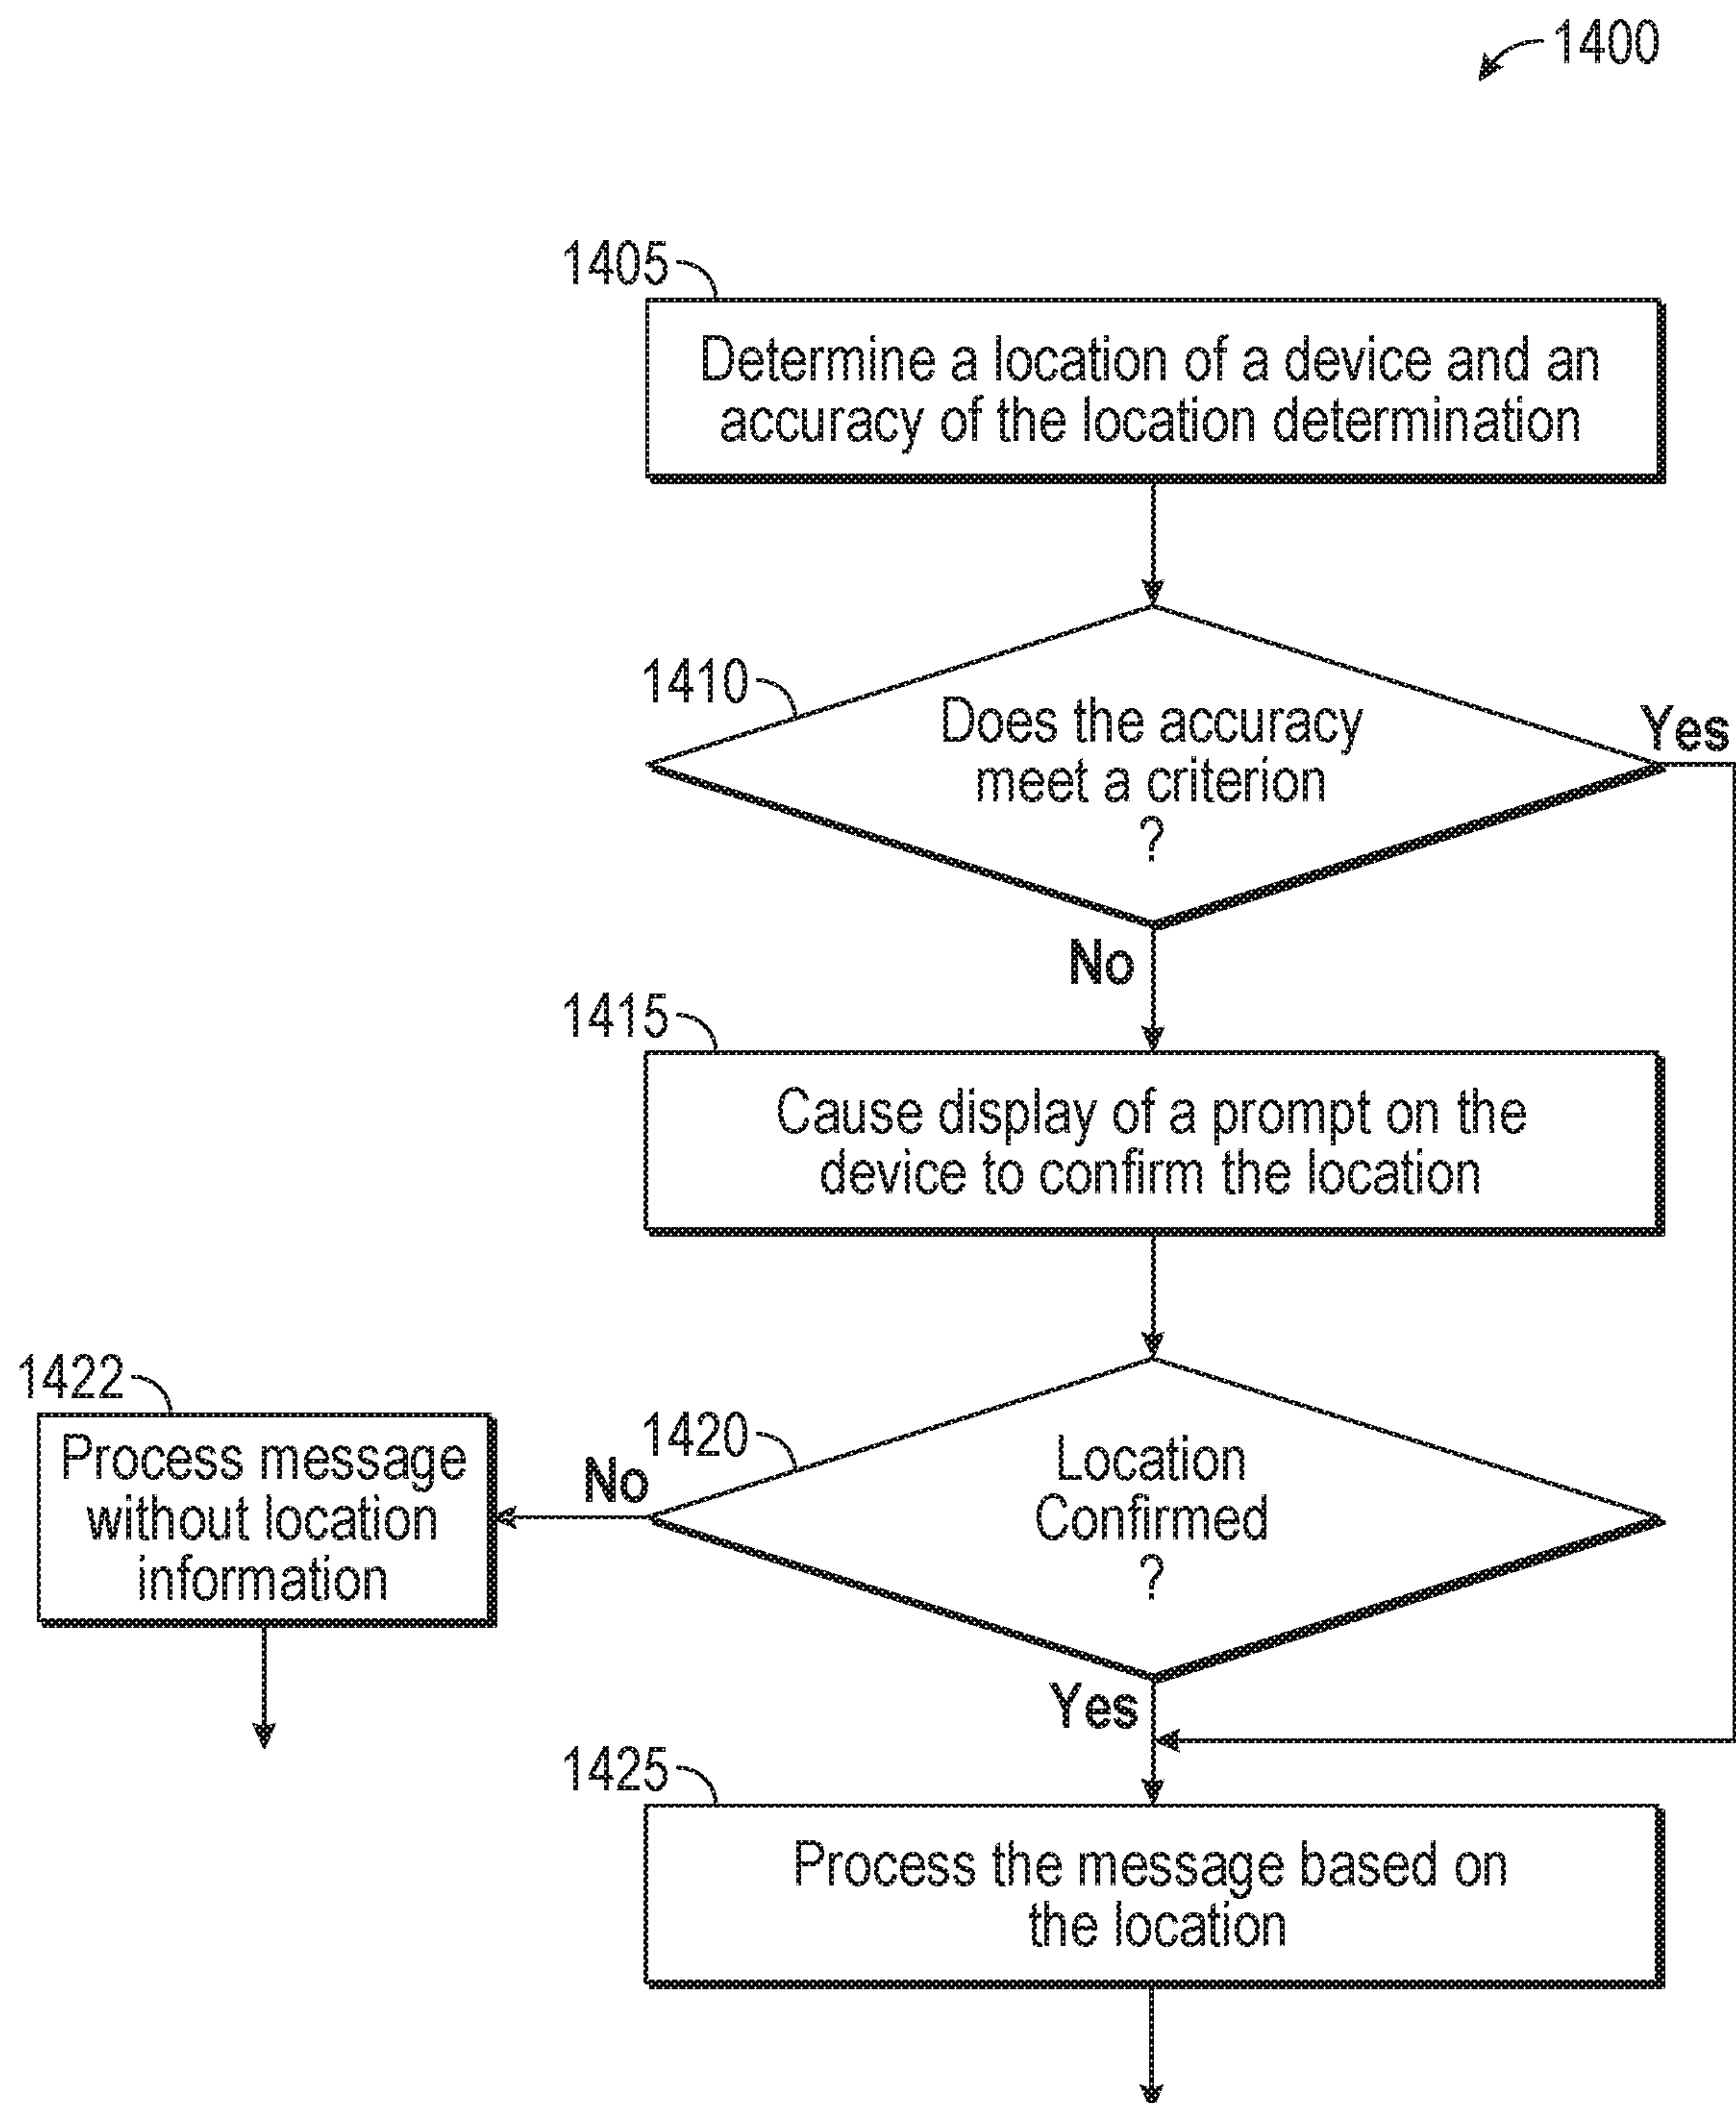 1400
1405
Determine a location of a device and an
accuracy of the location determination
1410
Does the accuracy
meet a criterion
?
Yes
No
1415
Cause display of a prompt on the
device to confirm the location
1422
Process message
without location
information
No
1420
Location
Confirmed
?
Yes
1425
Process the message based on
the location